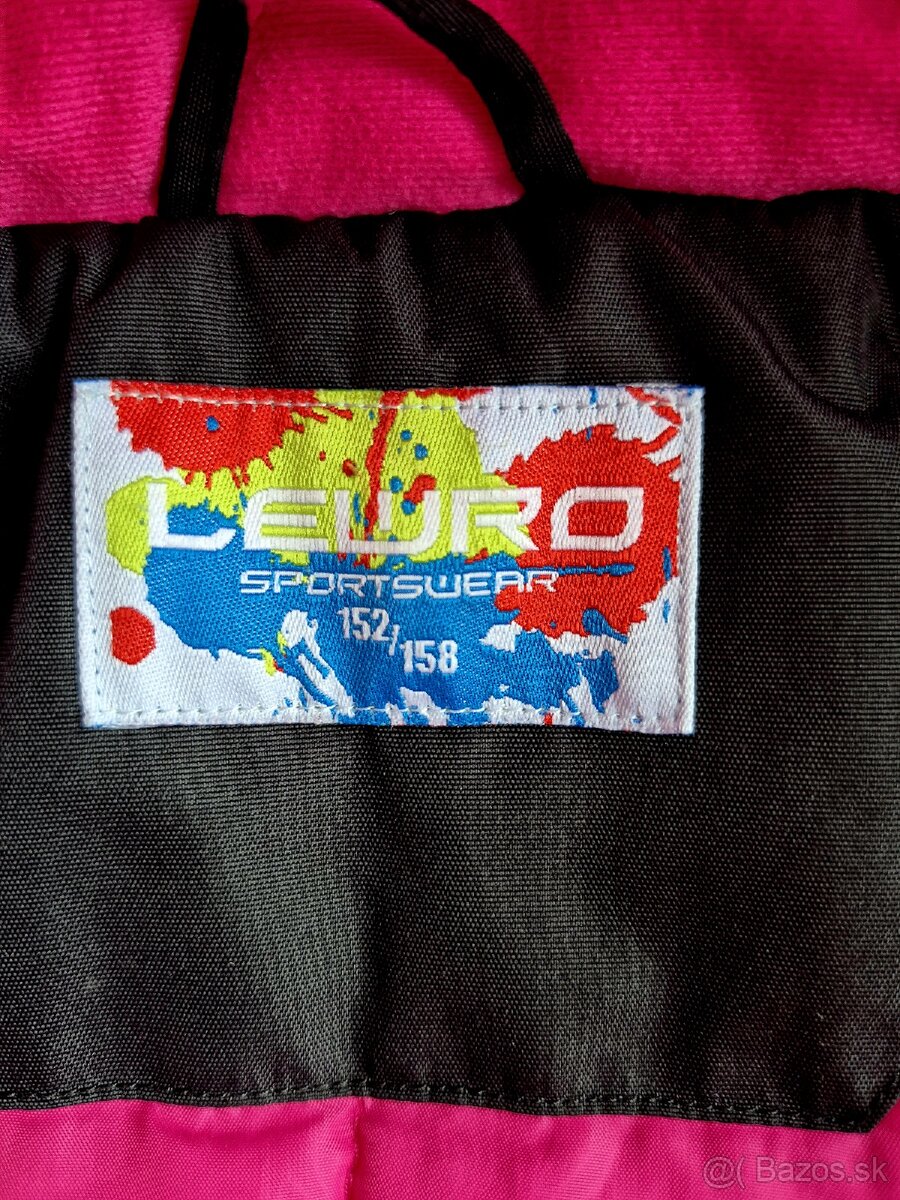 LEWRO
SPORTSWEAR
152/158
@( Bazos.sk